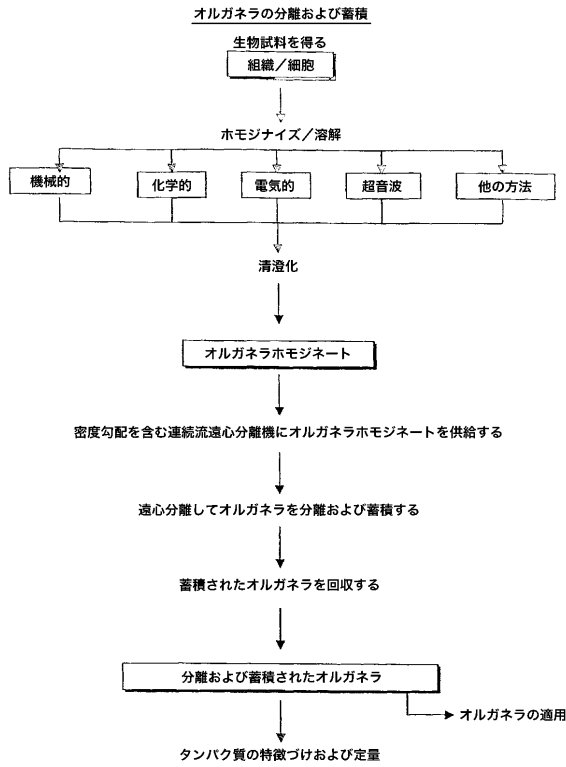 オルガネラの分離および蓄積
生物試料を得る
組織／細胞
ホモジナイズ／溶解
機械的
化学的
電気的
超音波
他の方法
清澄化
オルガネラホモジネート
密度勾配を含む連続流遠心分離機にオルガネラホモジネートを供給する
遠心分離してオルガネラを分離および蓄積する
蓄積されたオルガネラを回収する
分離および蓄積されたオルガネラ
オルガネラの適用
タンパク質の特徴づけおよび定量